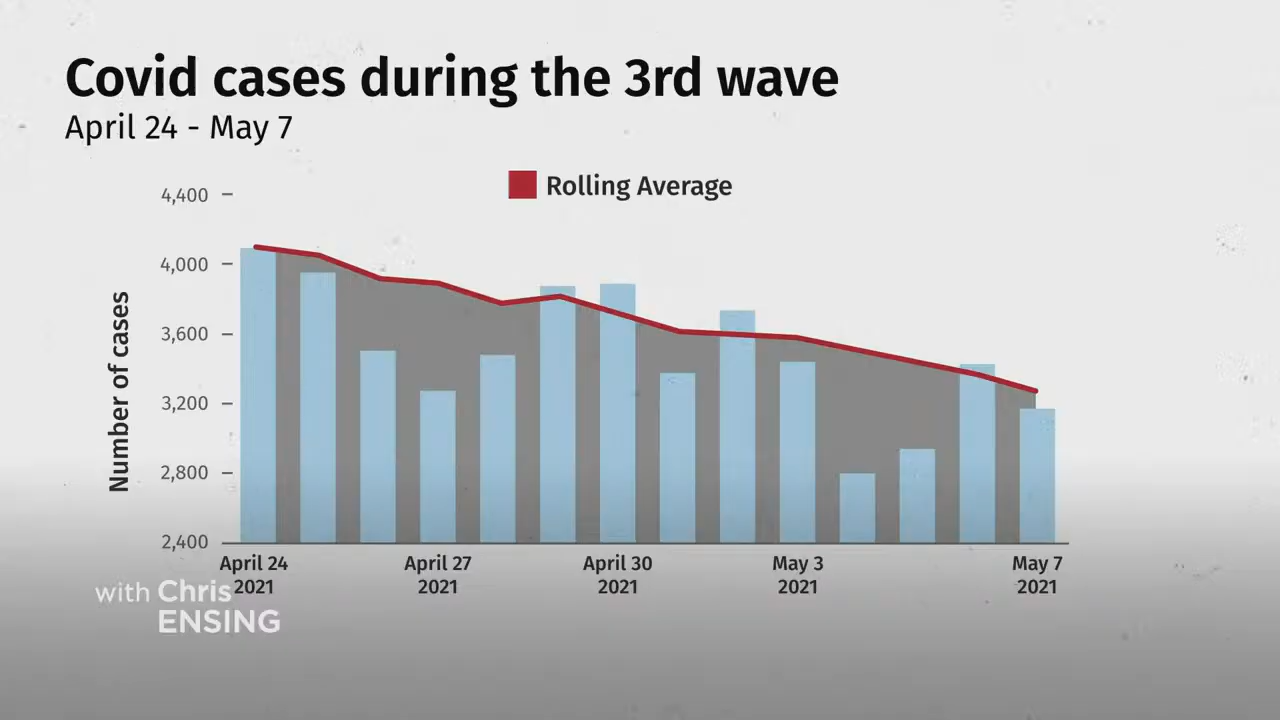 Covid cases during the 3rd wave
April 24 - May 7
Rolling Average
Number of cases
4,400
4,000
3,600
3,200
2,800
2,400
April 24
2021
April 27
2021
April 30
2021
May 3
2021
May 7
2021
with Chris
ENSING